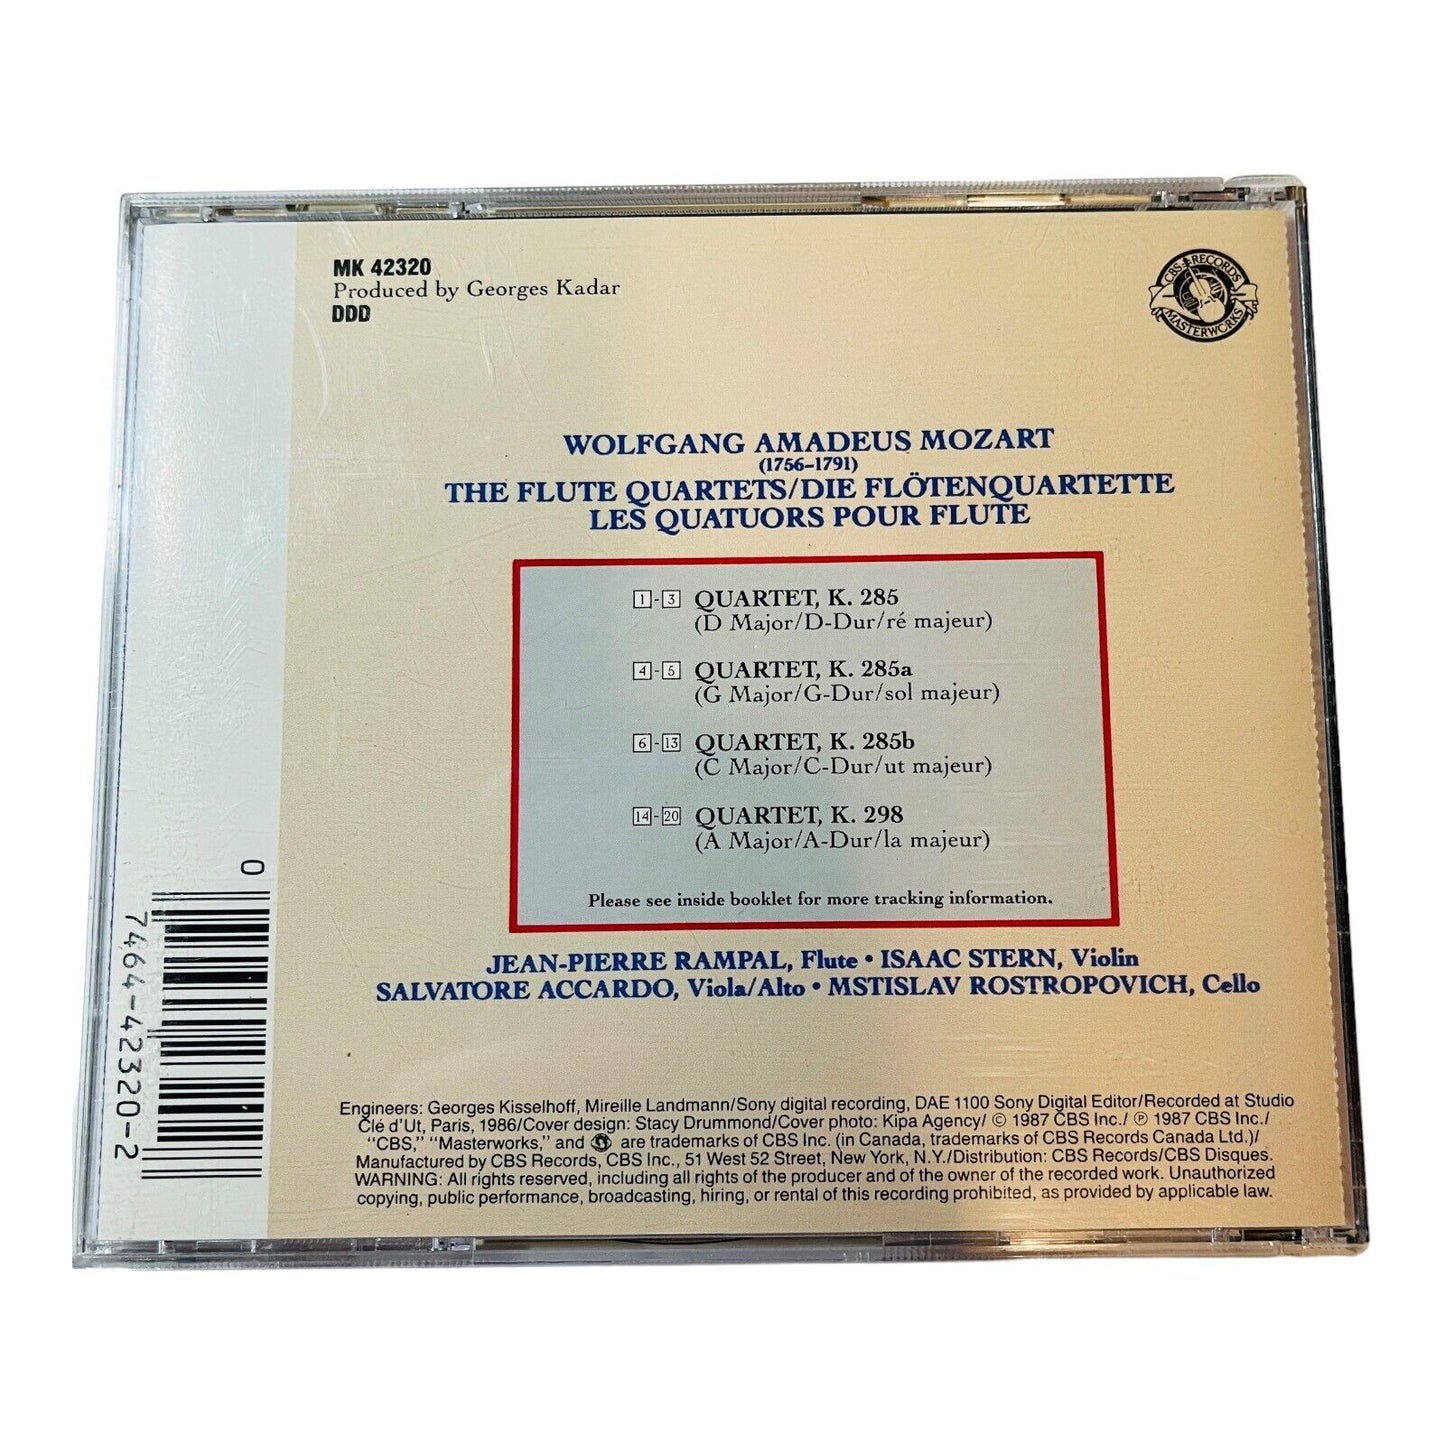 MK 42320
Produced by Georges Kadar
DDD
CBS RECORDS
MASTERWORKS
WOLFGANG AMADEUS MOZART
(1756-1791)
THE FLUTE QUARTETS/DIE FLÖTENQUARTETTE
LES QUATUORS POUR FLUTE
1-3 QUARTET, K. 285
(D Major/D-Dur/ré majeur)
4-5 QUARTET, K. 285a
(G Major/G-Dur/sol majeur)
6-13 QUARTET, K. 285b
(C Major/C-Dur/ut majeur)
14-20 QUARTET, K. 298
(A Major/A-Dur/la majeur)
Please see inside booklet for more tracking information.
JEAN-PIERRE RAMPAL, Flute • ISAAC STERN, Violin
SALVATORE ACCARDO, Viola/Alto • MSTISLAV ROSTROPOVICH, Cello
Engineers: Georges Kisselhoff, Mireille Landmann/Sony digital recording, DAE 1100 Sony Digital Editor/Recorded at Studio
Clé d'Ut, Paris, 1986/Cover design: Stacy Drummond/Cover photo: Kipa Agency/ © 1987 CBS Inc./ ℗ 1987 CBS Inc./
"CBS," "Masterworks," and are trademarks of CBS Inc. (in Canada, trademarks of CBS Records Canada Ltd.)/
Manufactured by CBS Records, CBS Inc., 51 West 52 Street, New York, N.Y./Distribution: CBS Records/CBS Disques.
WARNING: All rights reserved, including all rights of the producer and of the owner of the recorded work. Unauthorized
copying, public performance, broadcasting, hiring, or rental of this recording prohibited, as provided by applicable law.
0
7464-42320-2